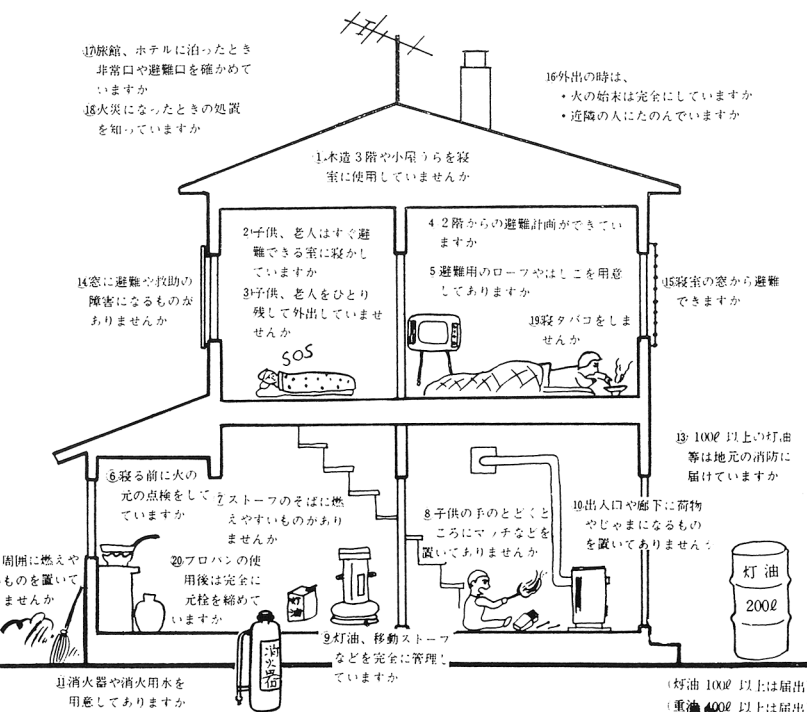 ⑰旅館、ホテルに泊ったとき
非常口や避難口を確かめて
いますか
⑱火災になったときの処置
を知っていますか
⑯外出の時は、
・火の始末は完全にしていますか
・近隣の人にたのんでいますか
①木造3階や小屋うらを寝
室に使用していませんか
②子供、老人はすぐ避
難できる室に寝かし
ていますか
③子供、老人をひとり
残して外出していませ
せんか
4 2階からの避難計画ができてい
ますか
5 避難用のロープやはしごを用意
してありますか
⑲寝タバコをしま
せんか
⑭窓に避難や救助の
障害になるものが
ありませんか
⑮寝室の窓から避難
できますか
SOS
⑬100ℓ以上の灯油
等は地元の消防に
届けていますか
⑥寝る前に火の
元の点検をして
ていますか
⑦ストーブのそばに燃
えやすいものがあり
ませんか
⑧子供の手のとどくと
ころにマッチなどを
置いてありませんか
⑩出入口や廊下に荷物
やじゃまになるもの
を置いてありませんか
周囲に燃えや
ものを置いて
ませんか
⑳プロパンの使
用後は完全に
元栓を締めて
いますか
灯油
灯油
200ℓ
消火器
⑨灯油、移動ストーブ
などを完全に管理し
ていますか
⑪消火器や消火用水を
用意してありますか
(灯油 100ℓ以上は届出
(重油 400ℓ以上は届出